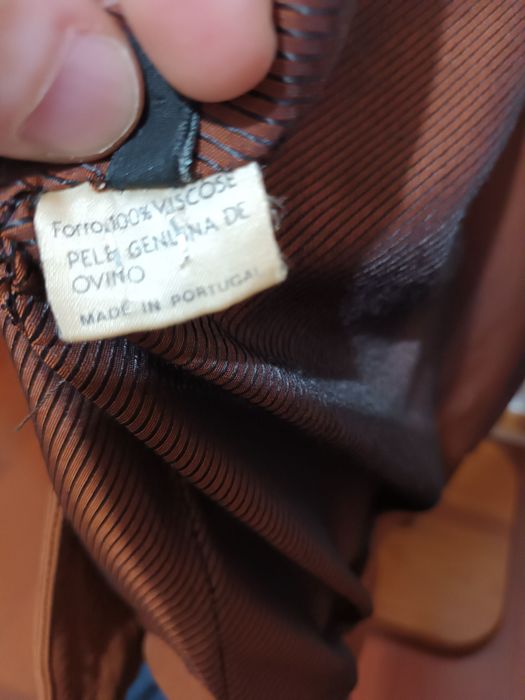 Forro.100% VISCOSE
PELE GENUINA DE
OVINO
MADE IN PORTUGAL